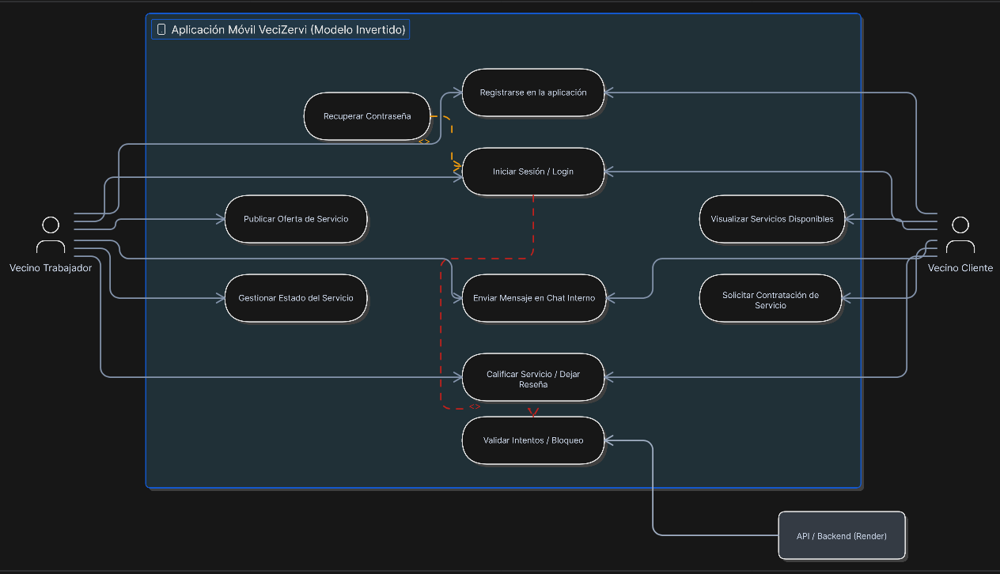 Aplicación Móvil VeciZervi (Modelo Invertido)
Registrarse en la aplicación
Recuperar Contraseña
<>
Iniciar Sesión / Login
Publicar Oferta de Servicio
Visualizar Servicios Disponibles
Vecino Trabajador
Vecino Cliente
Gestionar Estado del Servicio
Enviar Mensaje en Chat Interno
Solicitar Contratación de
Servicio
Calificar Servicio / Dejar
Reseña
<>
Validar Intentos / Bloqueo
API / Backend (Render)